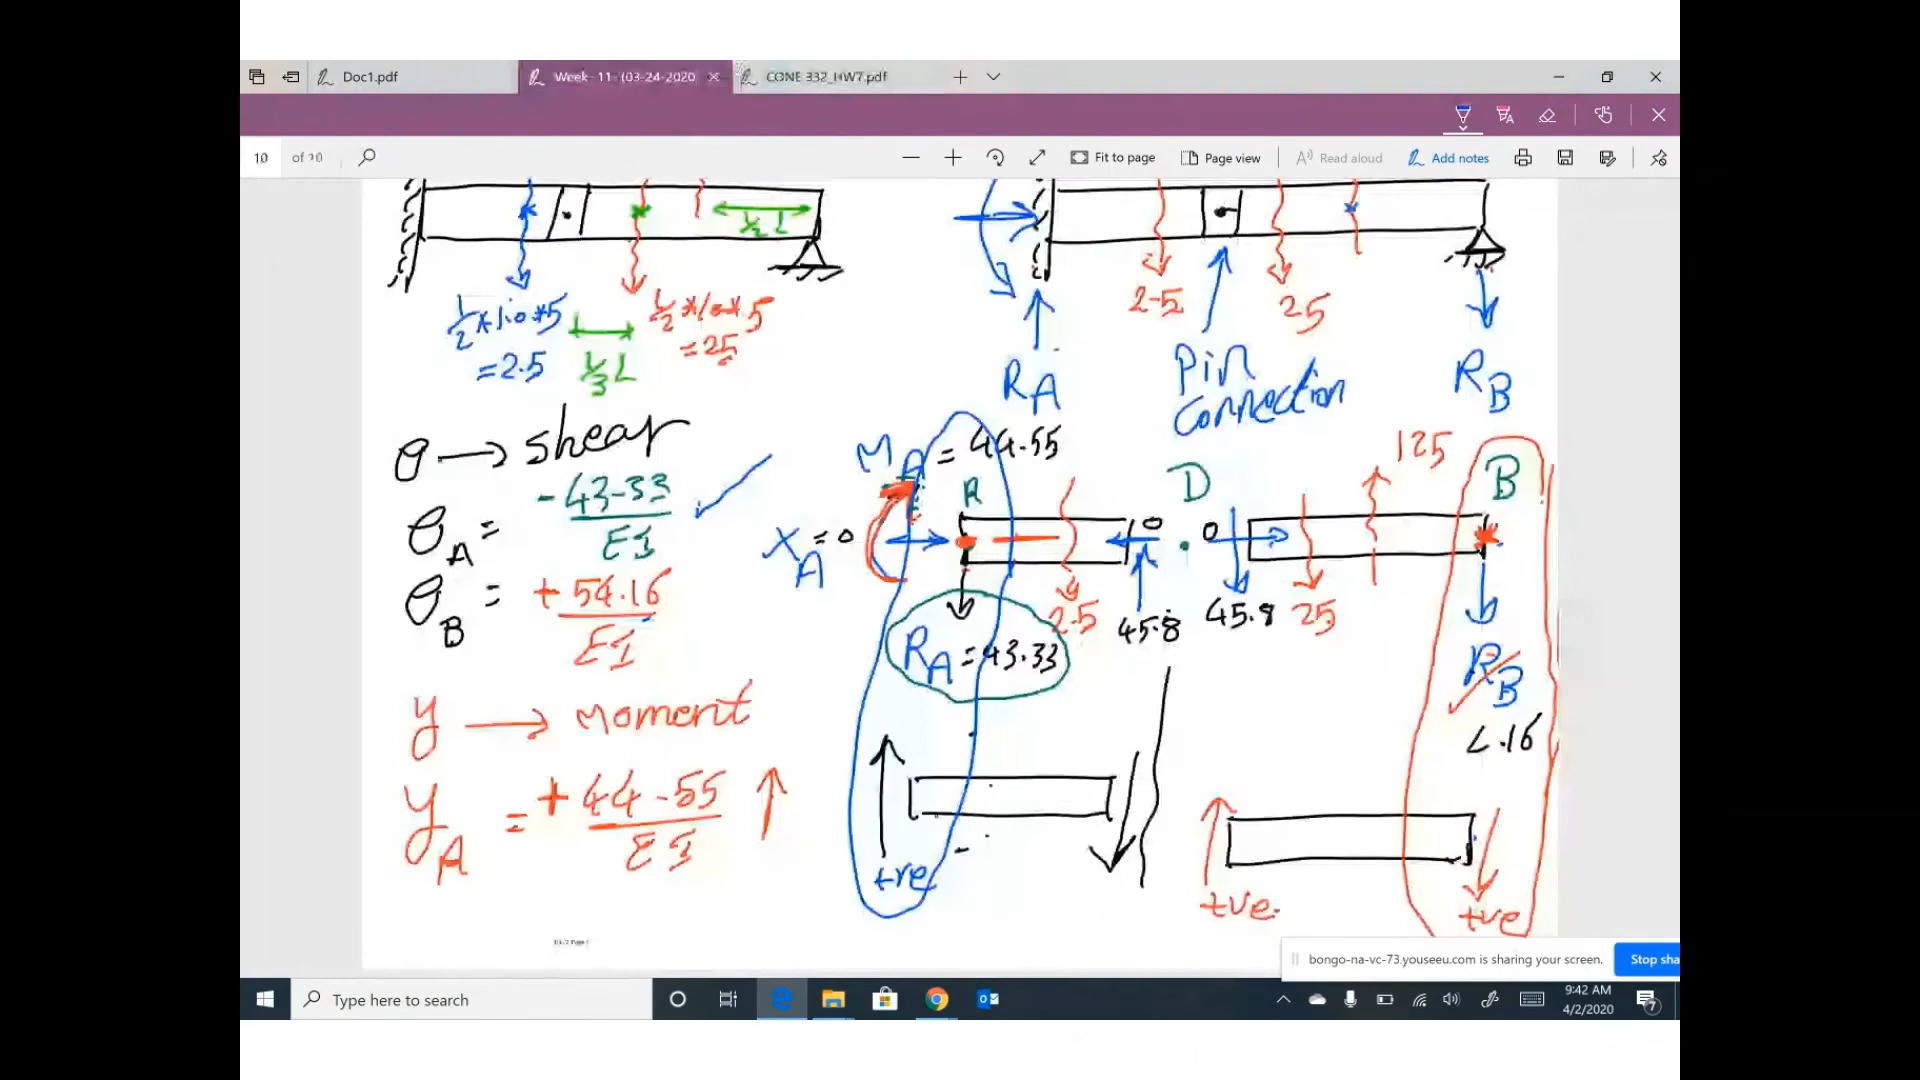 Doc1.pdf
Week- 11- (03-24-2020
CONE 332_HW7.pdf
10 of 10
Fit to page
Page view
Read aloud
Add notes
1/2 * 1.0 * 5
= 2.5
1/3 L
1/2 * 10 * 5
= 25
1/2 L
2.5
25
RA
Pin
Connection
RB
θ → shear
θA = -43.33/EI
θB = + 54.16/EI
y → Moment
yA = + 44.55/EI ↑
MA = 44.55
XA = 0
A
2.5
0
45.8
RA = 43.33
D
0
45.8
25
125
B
RB
+ve
+ve.
+ve
bongo-na-vc-73.youseeu.com is sharing your screen.
Stop sha
Type here to search
9:42 AM
4/2/2020
7